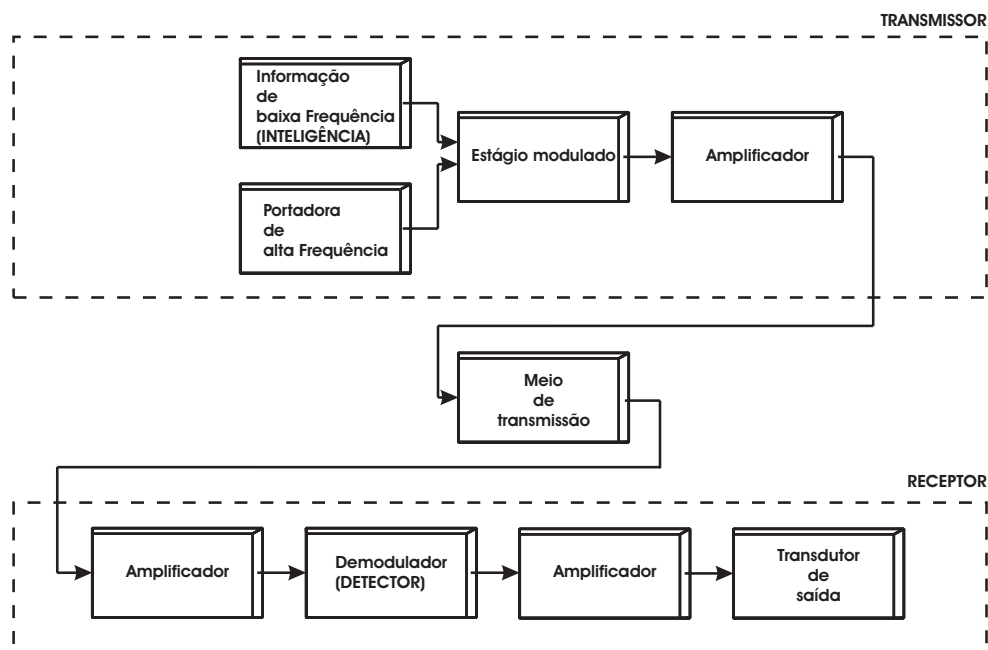 TRANSMISSOR
Informação
de
baixa Frequência
(INTELIGÊNCIA)
Portadora
de
alta Frequência
Estágio modulado
Amplificador
Meio
de
transmissão
RECEPTOR
Amplificador
Demodulador
(DETECTOR)
Amplificador
Transdutor
de
saída